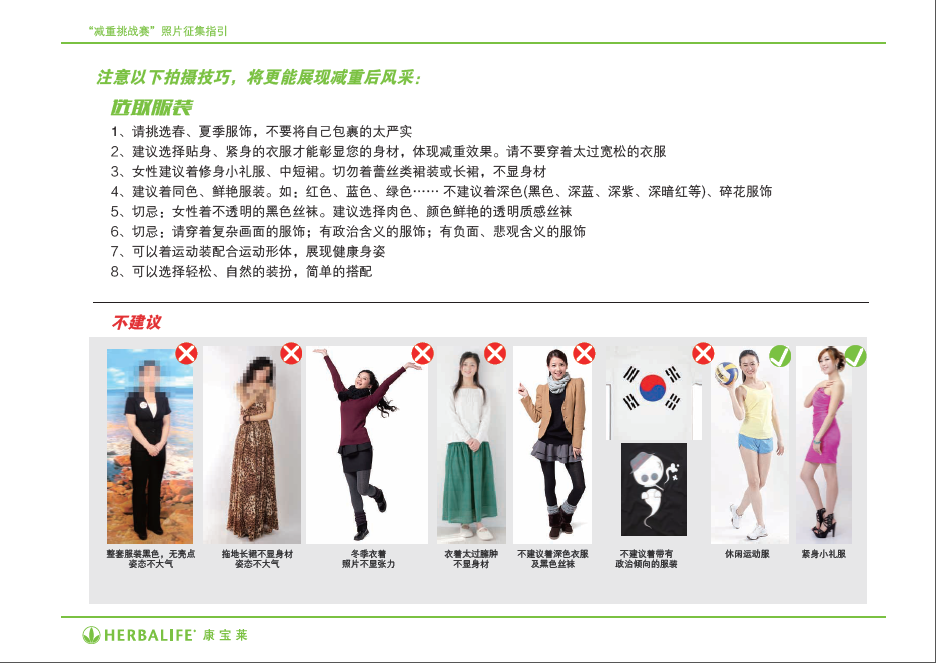 “减重挑战赛”照片征集指引
注意以下拍摄技巧，将更能展现减重后风采：
选取服装
1、请挑选春、夏季服饰，不要将自己包裹的太严实
2、建议选择贴身、紧身的衣服才能彰显您的身材，体现减重效果。请不要穿着太过宽松的衣服
3、女性建议着修身小礼服、中短裙。切勿着蕾丝类裙装或长裙，不显身材
4、建议着同色、鲜艳服装。如：红色、蓝色、绿色…… 不建议着深色(黑色、深蓝、深紫、深暗红等)、碎花服饰
5、切忌：女性着不透明的黑色丝袜。建议选择肉色、颜色鲜艳的透明质感丝袜
6、切忌：请穿着复杂画面的服饰；有政治含义的服饰；有负面、悲观含义的服饰
7、可以着运动装配合运动形体，展现健康身姿
8、可以选择轻松、自然的装扮，简单的搭配
不建议
整套服装黑色，无亮点
姿态不大气
拖地长裙不显身材
姿态不大气
冬季衣着
照片不显张力
衣着太过臃肿
不显身材
不建议着深色衣服
及黑色丝袜
不建议着带有
政治倾向的服装
休闲运动服
紧身小礼服
HERBALIFE 康宝莱